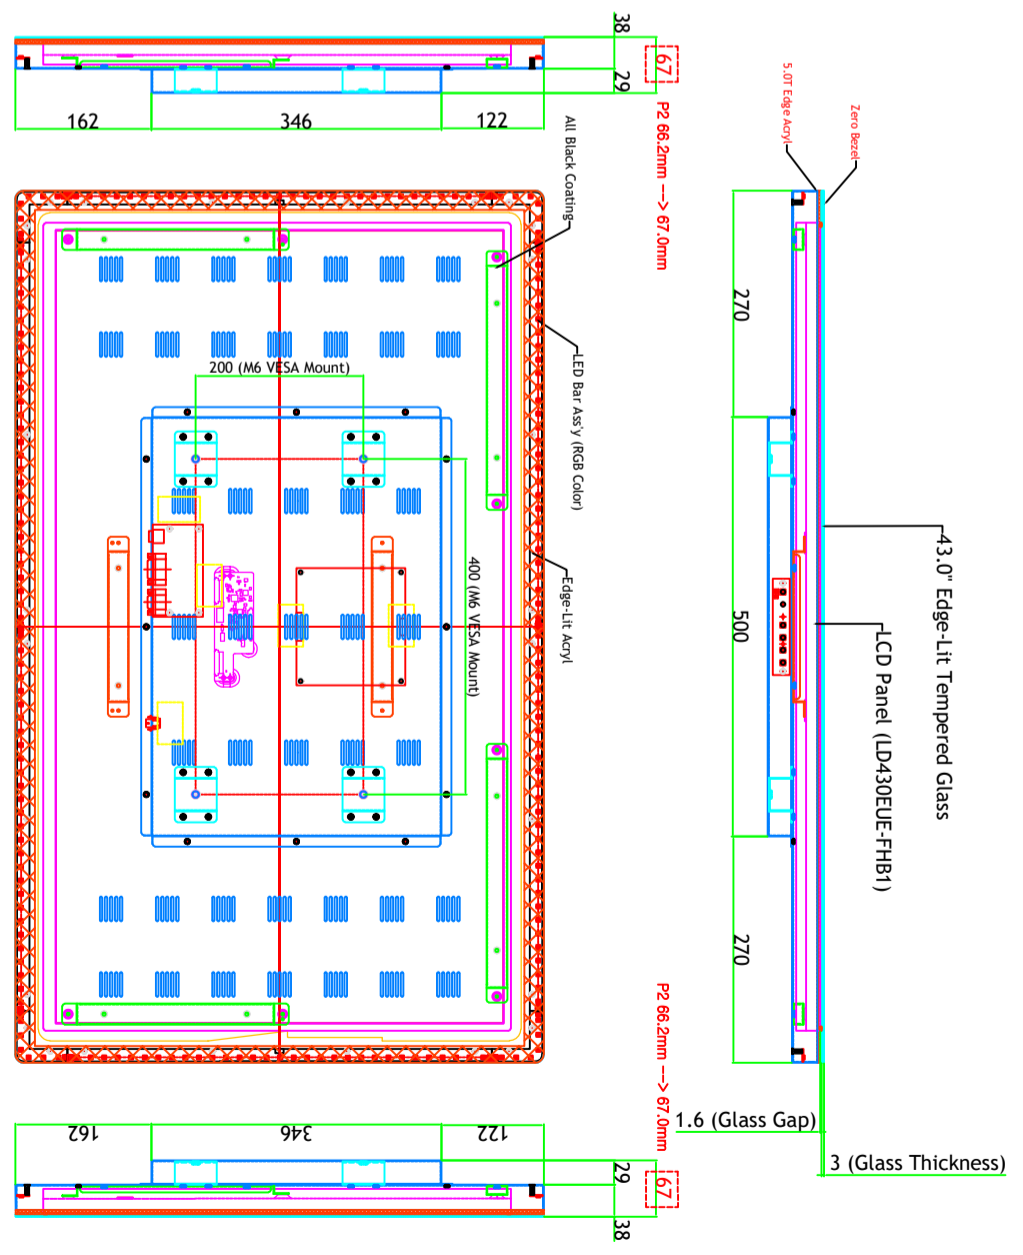 38
67
29
162
346
122
P2 66.2mm --> 67.0mm
All Black Coating
5.0T Edge Acryl
Zero Bezel
270
200 (M6 VESA Mount)
LED Bar Ass'y (RGB Color)
400 (M6 VESA Mount)
Edge-Lit Acryl
500
43.0" Edge-Lit Tempered Glass
LCD Panel (LD430EUE-FHB1)
270
P2 66.2mm --> 67.0mm
1.6 (Glass Gap)
3 (Glass Thickness)
162
346
122
29
67
38